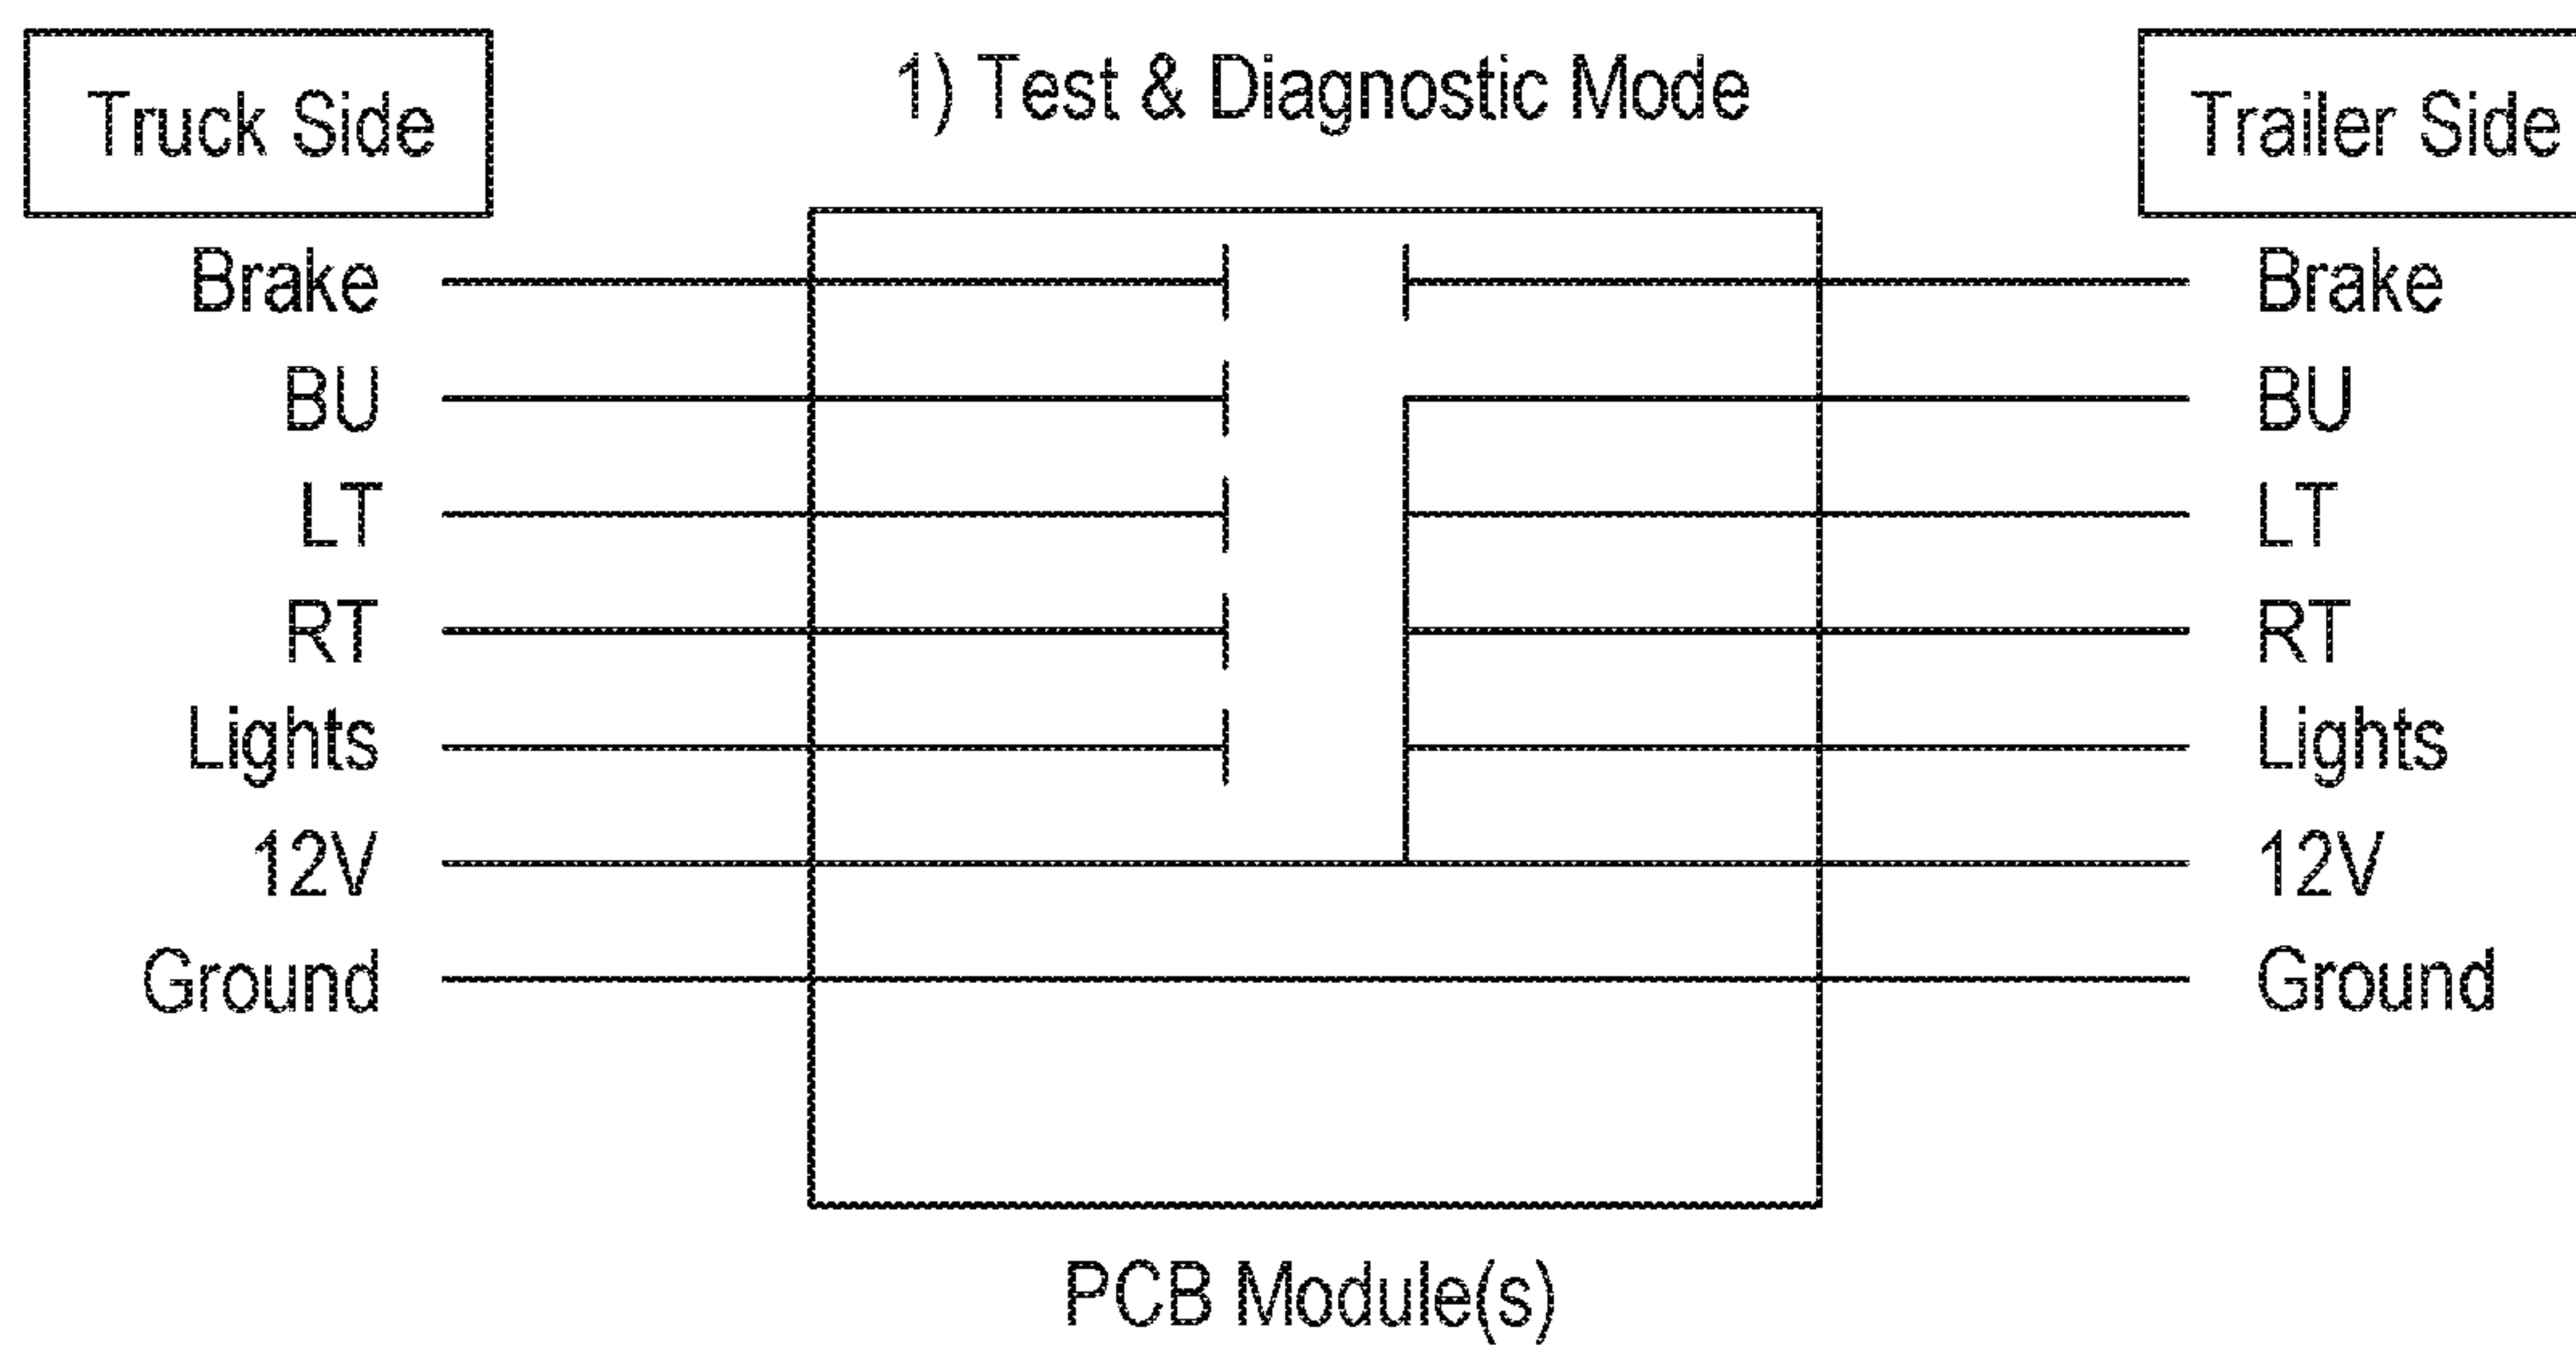 Truck Side
1) Test & Diagnostic Mode
Trailer Side
Brake
Brake
BU
BU
LT
LT
RT
RT
Lights
Lights
12V
12V
Ground
Ground
PCB Module(s)